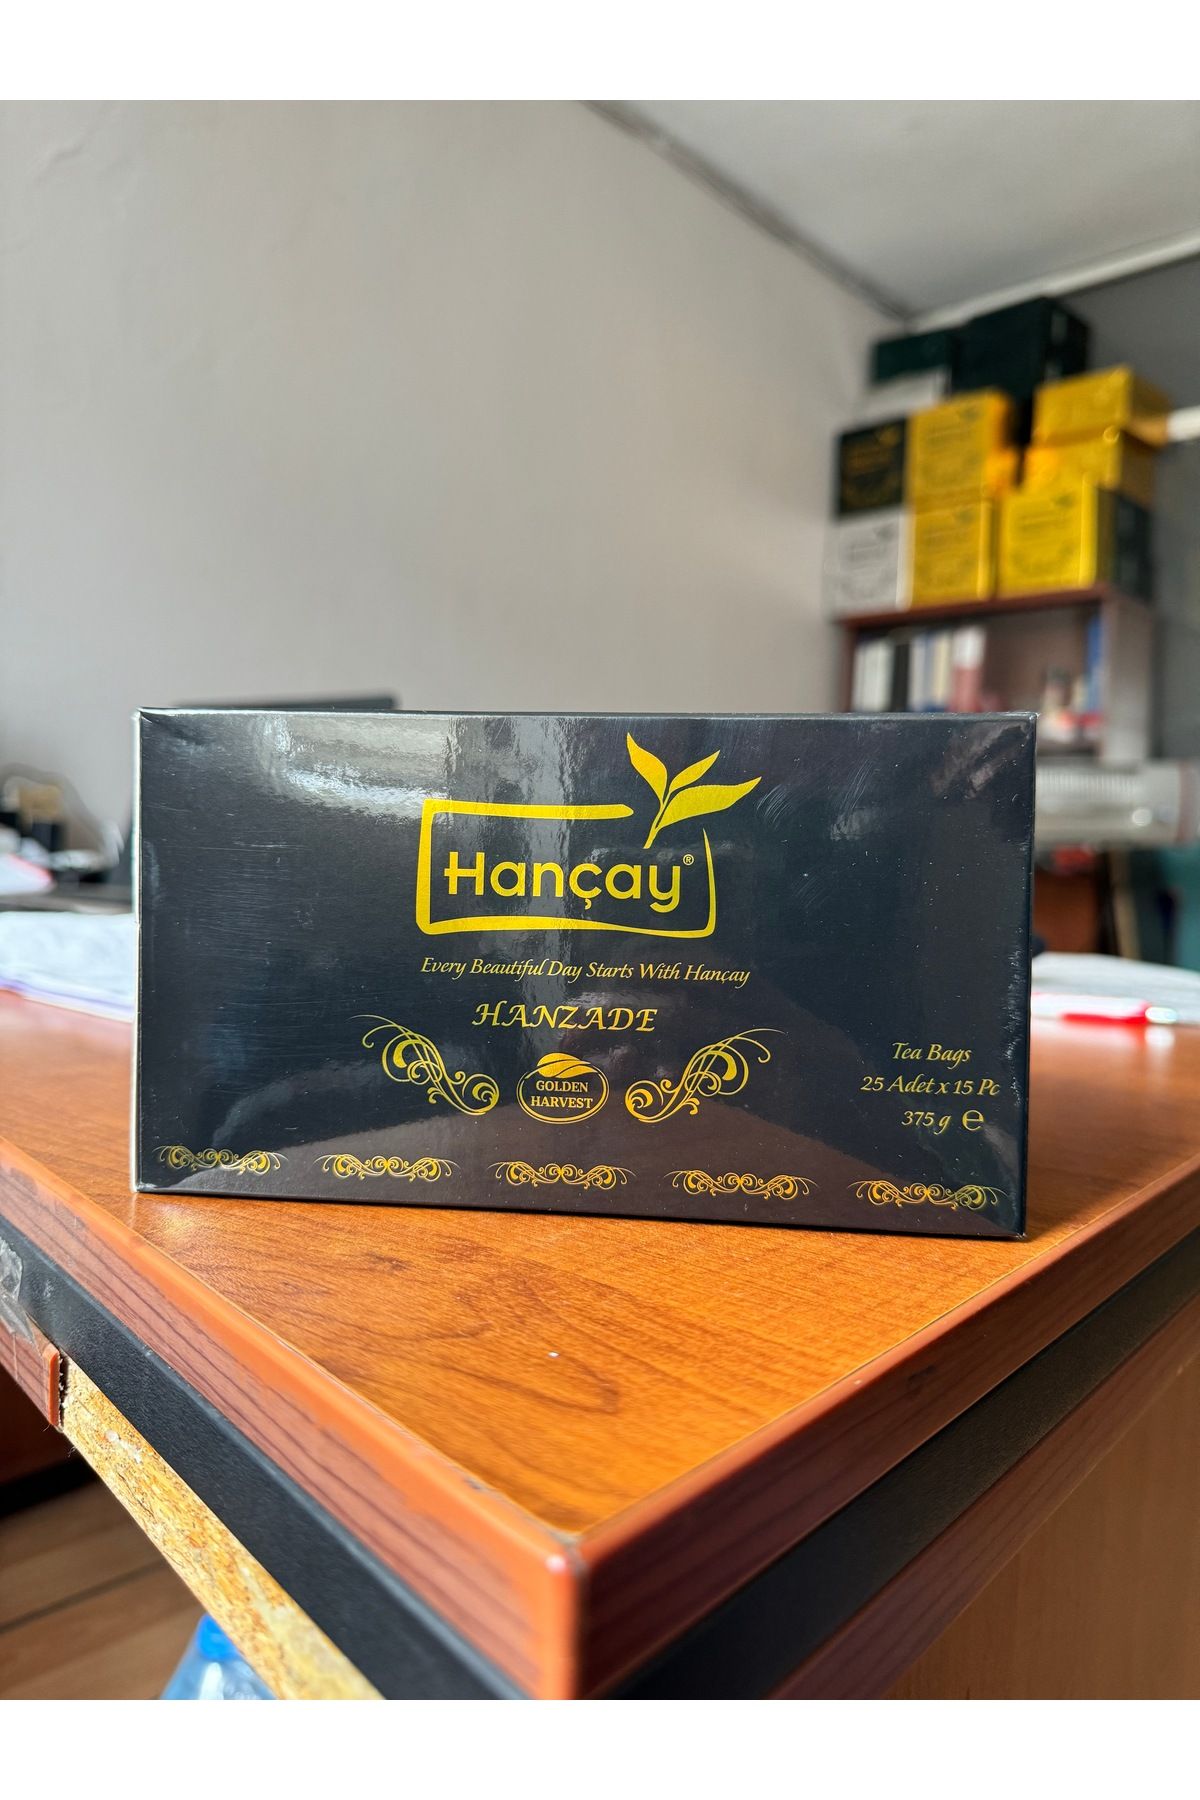 Hançay®
Every Beautiful Day Starts With Hançay
HANZADE
GOLDEN
HARVEST
Tea Bags
25 Adet x 15 Pc
375 g ℮